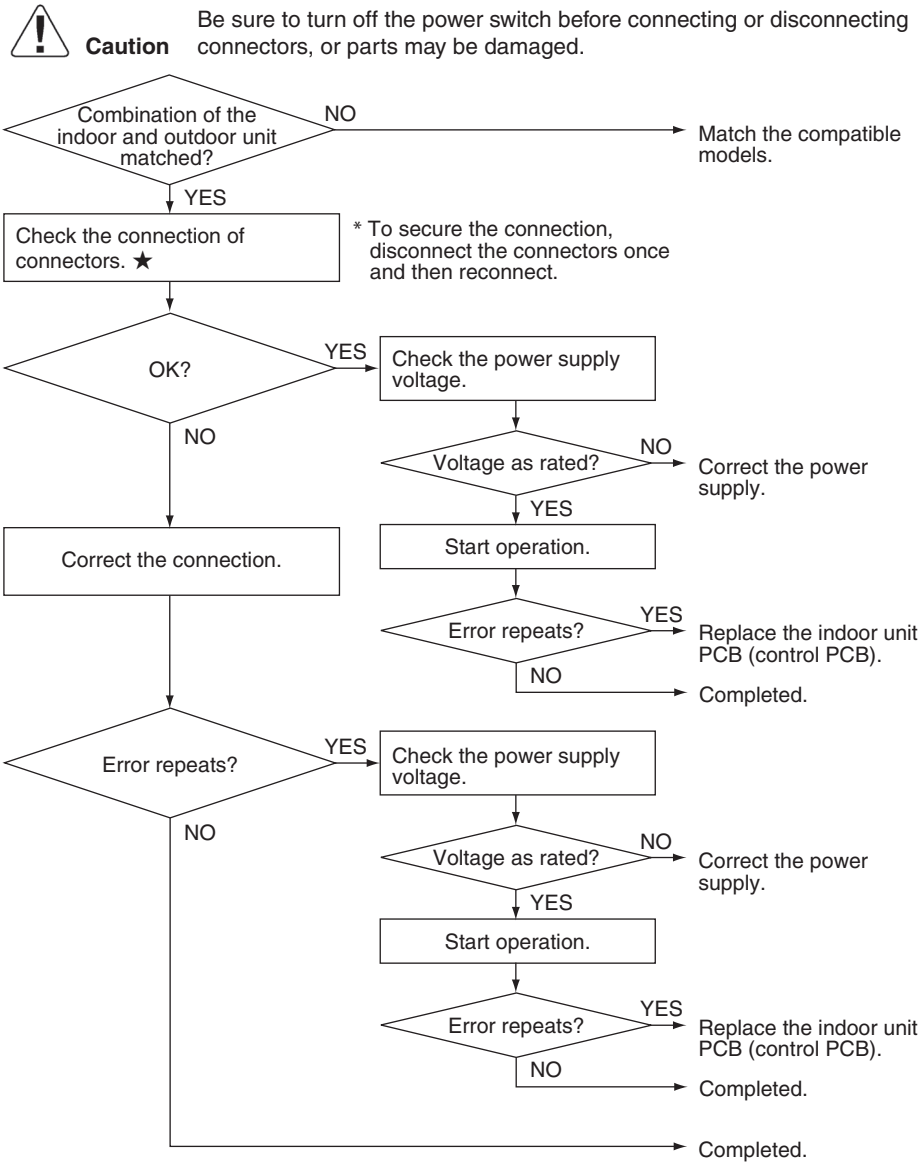 Be sure to turn off the power switch before connecting or disconnecting
Caution connectors, or parts may be damaged.
Combination of the
indoor and outdoor unit
matched?
NO
Match the compatible
models.
YES
Check the connection of
connectors. ★
* To secure the connection,
disconnect the connectors once
and then reconnect.
OK?
YES
Check the power supply
voltage.
NO
Voltage as rated?
NO
Correct the power
supply.
YES
Correct the connection.
Start operation.
Error repeats?
YES
Replace the indoor unit
PCB (control PCB).
NO
Completed.
Error repeats?
YES
Check the power supply
voltage.
NO
Voltage as rated?
NO
Correct the power
supply.
YES
Start operation.
Error repeats?
YES
Replace the indoor unit
PCB (control PCB).
NO
Completed.
Completed.